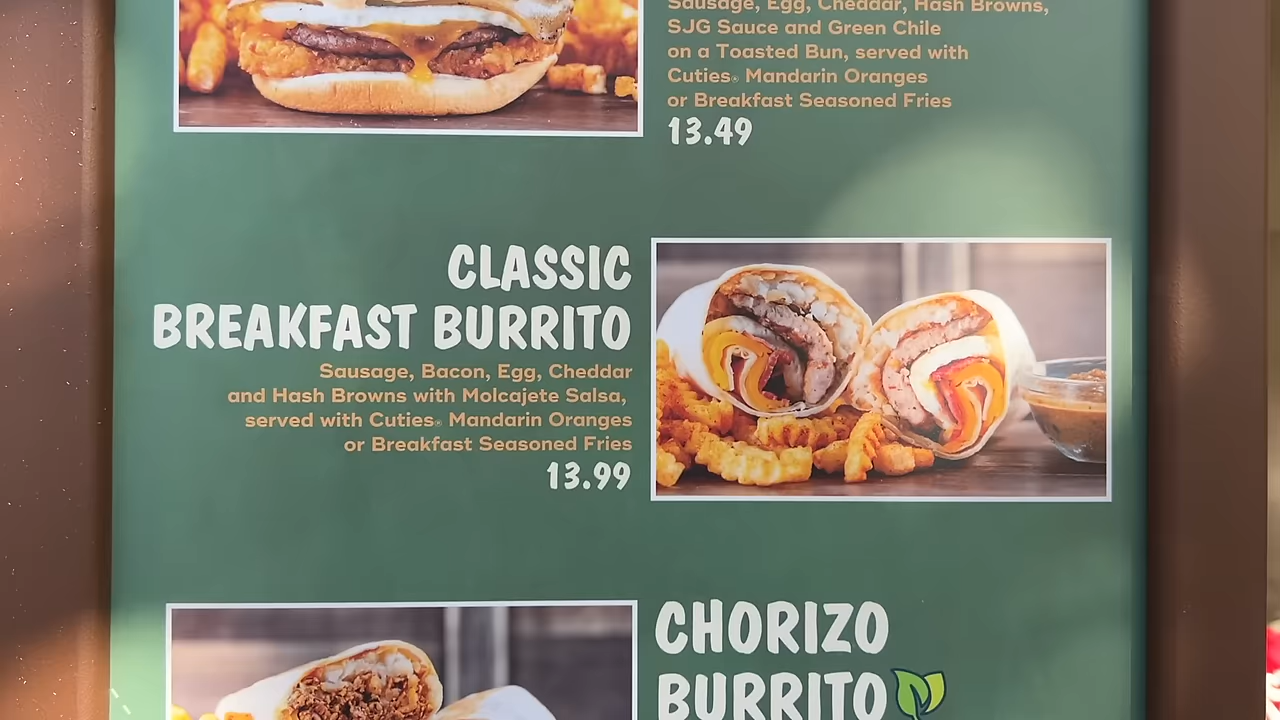 Sausage, Egg, Cheddar, Hash Browns,
SJG Sauce and Green Chile
on a Toasted Bun, served with
Cuties® Mandarin Oranges
or Breakfast Seasoned Fries
13.49
CLASSIC
BREAKFAST BURRITO
Sausage, Bacon, Egg, Cheddar
and Hash Browns with Molcajete Salsa,
served with Cuties® Mandarin Oranges
or Breakfast Seasoned Fries
13.99
CHORIZO
BURRITO